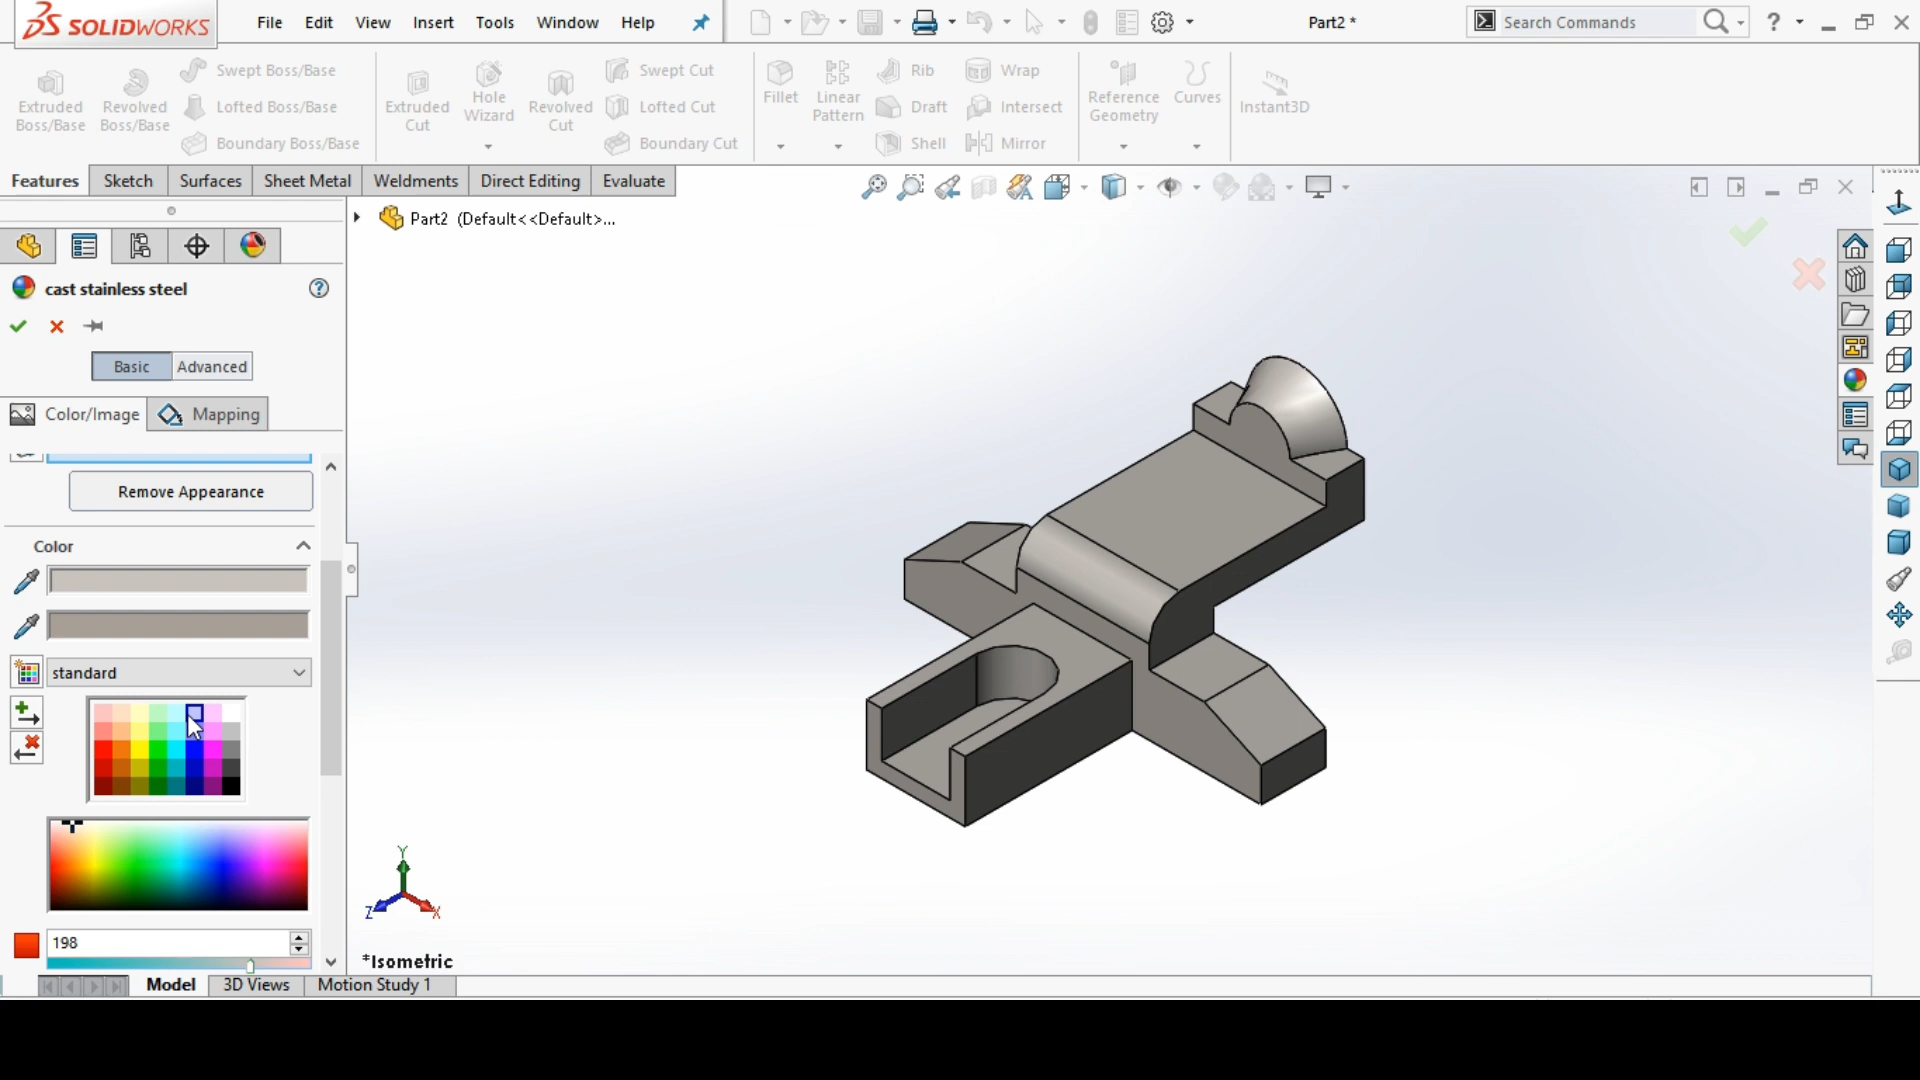 SOLIDWORKS
File Edit View Insert Tools Window Help
Part2 *
Search Commands
?
Extruded Boss/Base
Revolved Boss/Base
Swept Boss/Base
Lofted Boss/Base
Boundary Boss/Base
Extruded Cut
Hole Wizard
Revolved Cut
Swept Cut
Lofted Cut
Boundary Cut
Fillet
Linear Pattern
Rib
Draft
Shell
Wrap
Intersect
Mirror
Reference Geometry
Curves
Instant3D
Features Sketch Surfaces Sheet Metal Weldments Direct Editing Evaluate
Part2 (Default<<Default>...
cast stainless steel
?
Basic Advanced
Color/Image Mapping
Remove Appearance
Color
standard
198
Y
Z X
*Isometric
Model 3D Views Motion Study 1